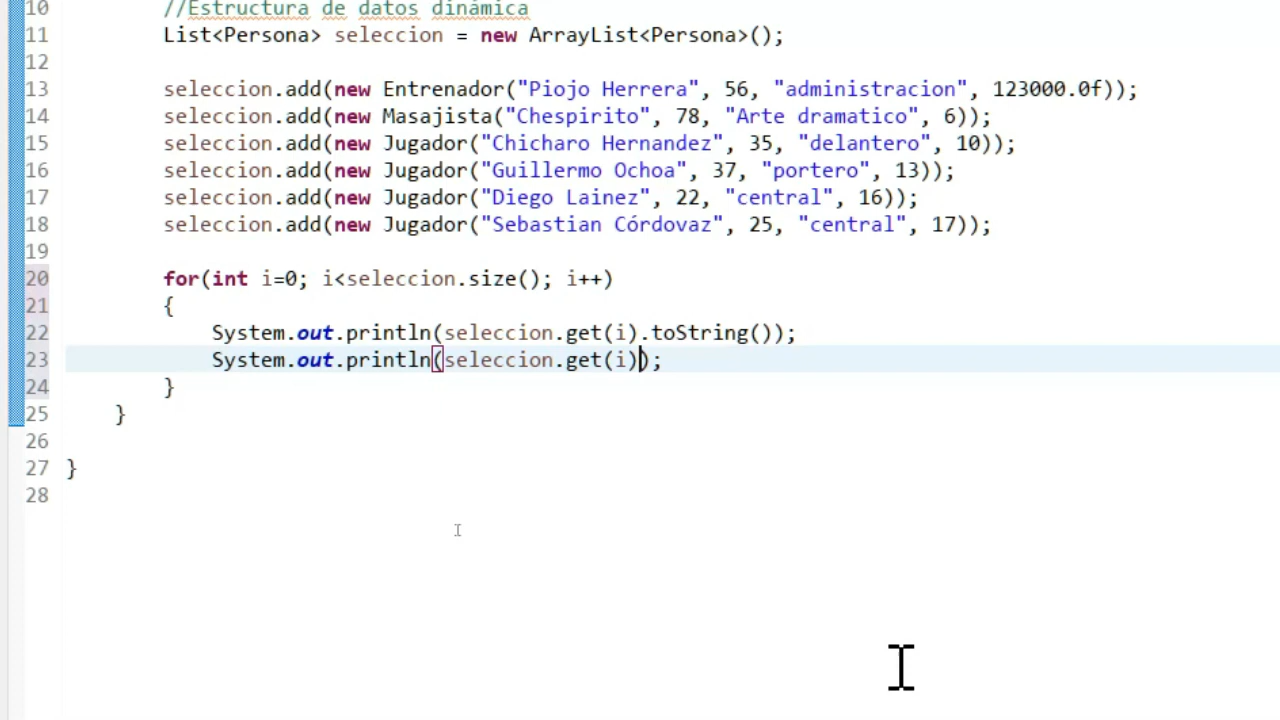 10 //Estructura de datos dinámica
11 List<Persona> seleccion = new ArrayList<Persona>();
12
13 seleccion.add(new Entrenador("Piojo Herrera", 56, "administracion", 123000.0f));
14 seleccion.add(new Masajista("Chespirito", 78, "Arte dramatico", 6));
15 seleccion.add(new Jugador("Chicharo Hernandez", 35, "delantero", 10));
16 seleccion.add(new Jugador("Guillermo Ochoa", 37, "portero", 13));
17 seleccion.add(new Jugador("Diego Lainez", 22, "central", 16));
18 seleccion.add(new Jugador("Sebastian Córdovaz", 25, "central", 17));
19
20 for(int i=0; i<seleccion.size(); i++)
21 {
22 System.out.println(seleccion.get(i).toString());
23 System.out.println(seleccion.get(i));
24 }
25 }
26
27 }
28